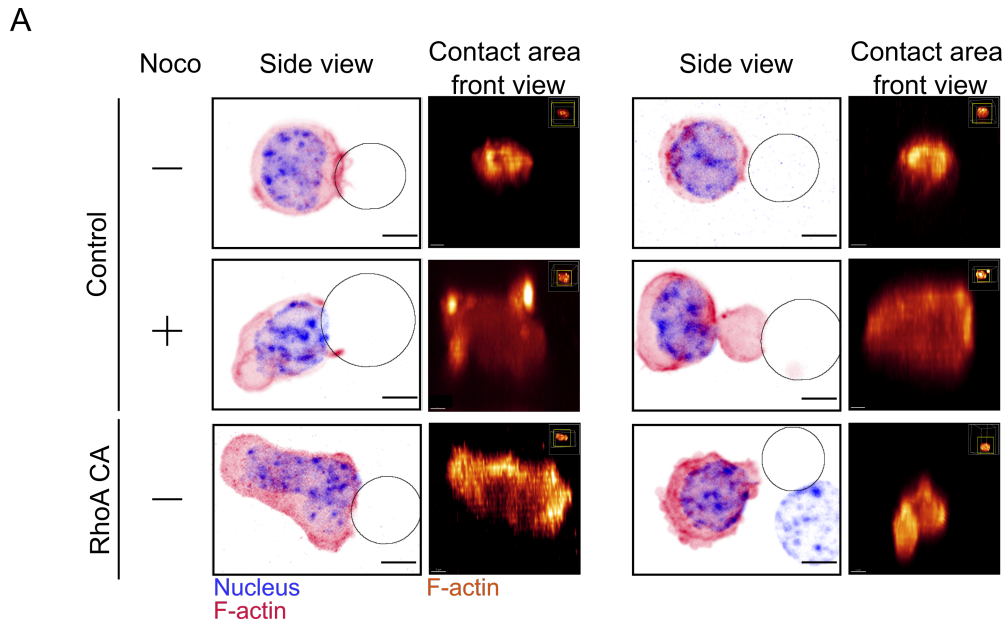 A
Noco
Side view
Contact area
front view
Side view
Contact area
front view
Control
−
+
RhoA CA
−
Nucleus
F-actin
F-actin